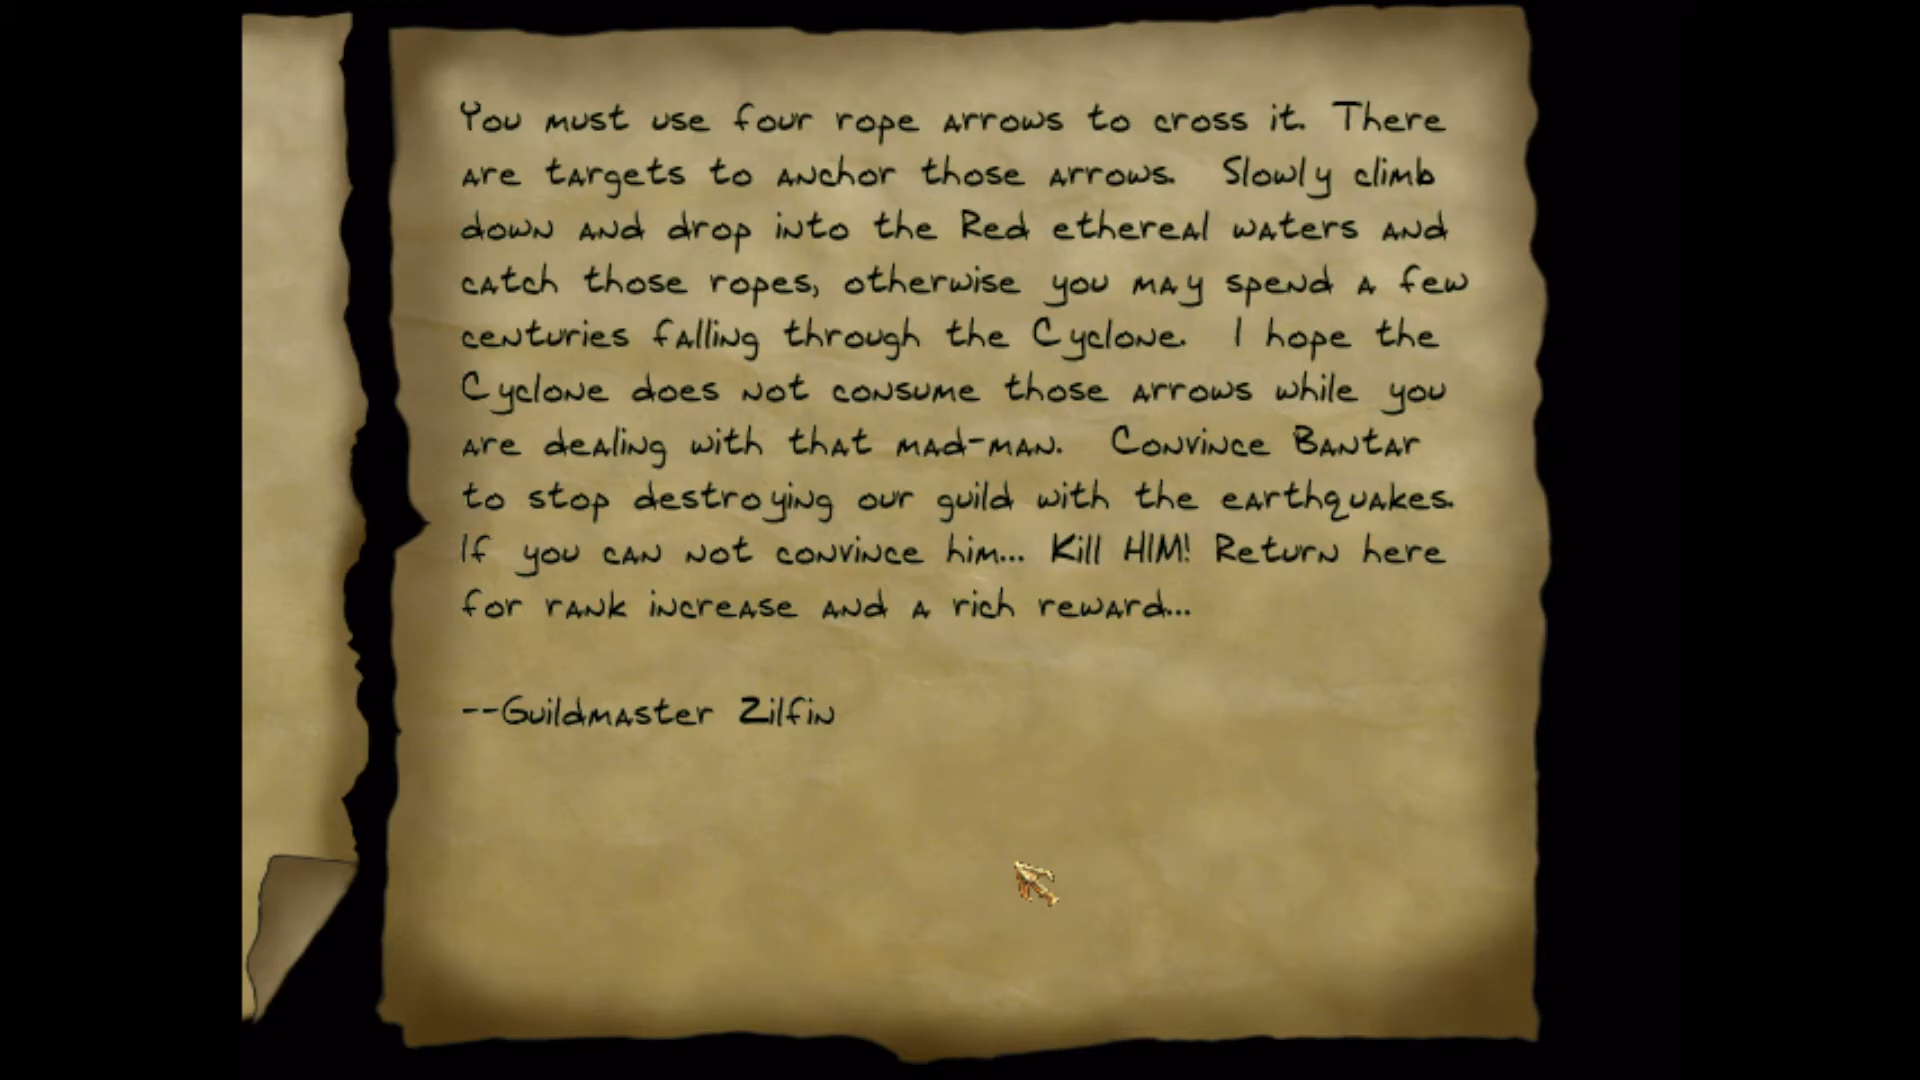 You must use four rope arrows to cross it. There
are targets to anchor those arrows. Slowly climb
down and drop into the Red ethereal waters and
catch those ropes, otherwise you may spend a few
centuries falling through the Cyclone. I hope the
Cyclone does not consume those arrows while you
are dealing with that mad-man. Convince Bantar
to stop destroying our guild with the earthquakes.
If you can not convince him... Kill HIM! Return here
for rank increase and a rich reward...
--Guildmaster Zilfin